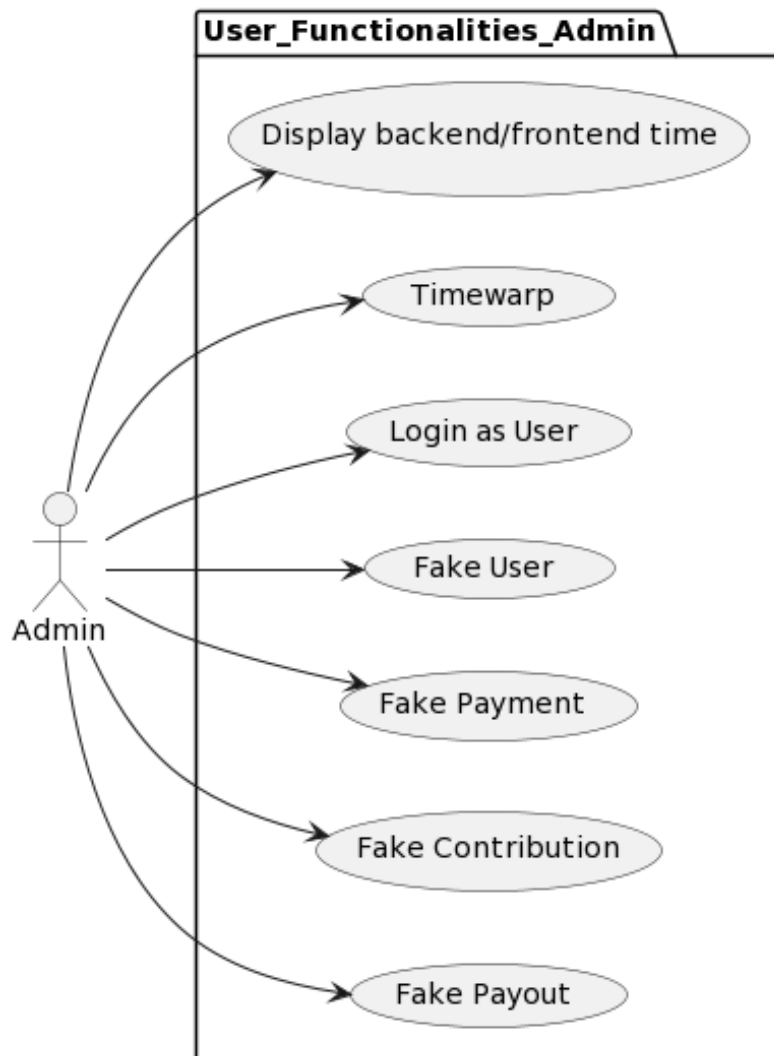 User_Functionalities_Admin
Display backend/frontend time
Timewarp
Login as User
Fake User
Admin
Fake Payment
Fake Contribution
Fake Payout